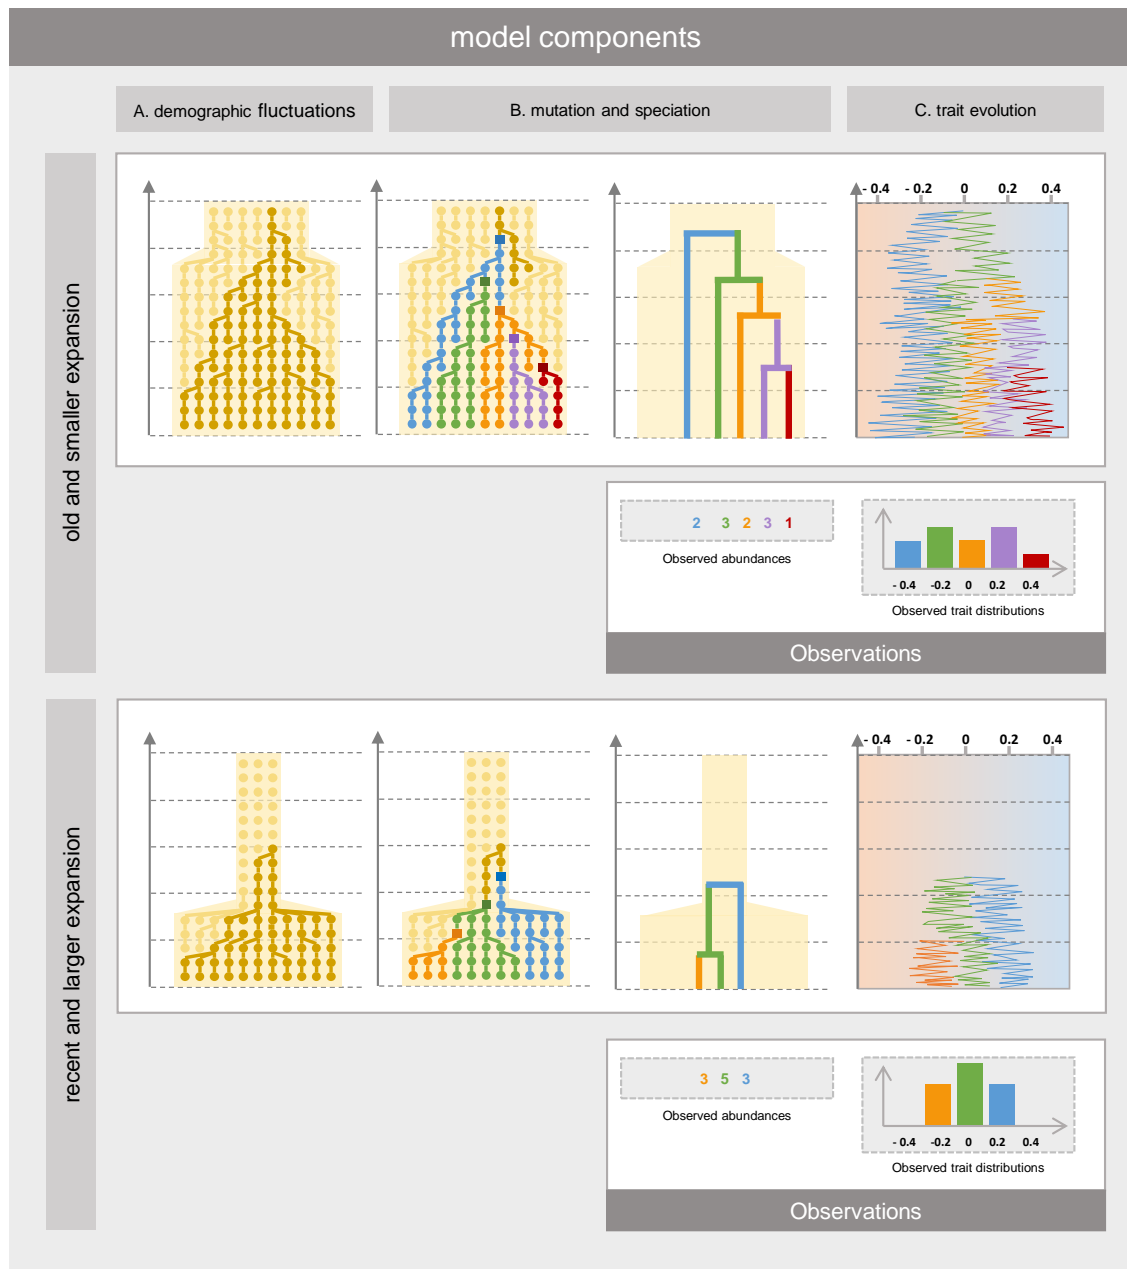 model components
A. demographic fluctuations
B. mutation and speciation
C. trait evolution
old and smaller expansion
- 0.4 - 0.2 0 0.2 0.4
2 3 2 3 1
Observed abundances
- 0.4 -0.2 0 0.2 0.4
Observed trait distributions
Observations
recent and larger expansion
- 0.4 - 0.2 0 0.2 0.4
3 5 3
Observed abundances
- 0.4 -0.2 0 0.2 0.4
Observed trait distributions
Observations